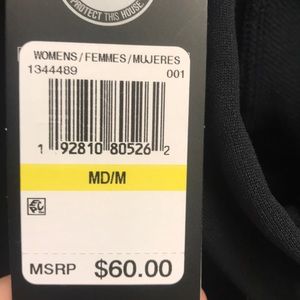 PROTECT THIS HOUSE
WOMENS/FEMMES/MUJERES
1344489 001
1 92810 80526 2
MD/M
MSRP $60.00